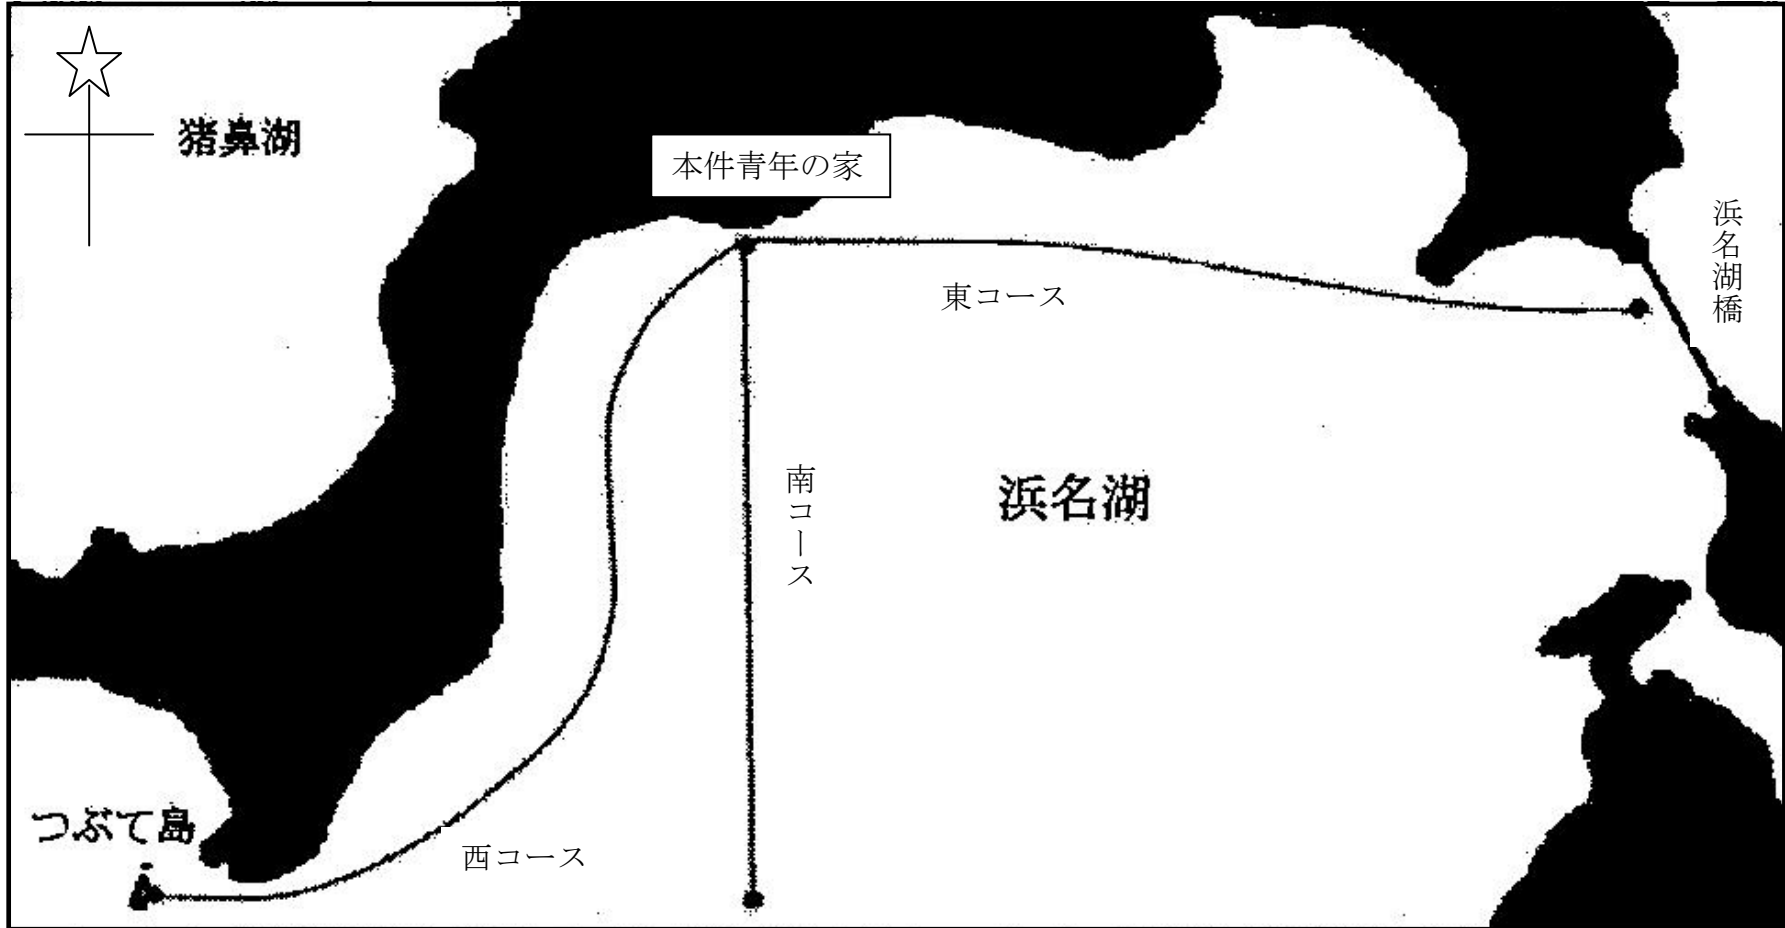 猪鼻湖
本件青年の家
浜名湖橋
東コース
南コース
浜名湖
つぶて島
西コース